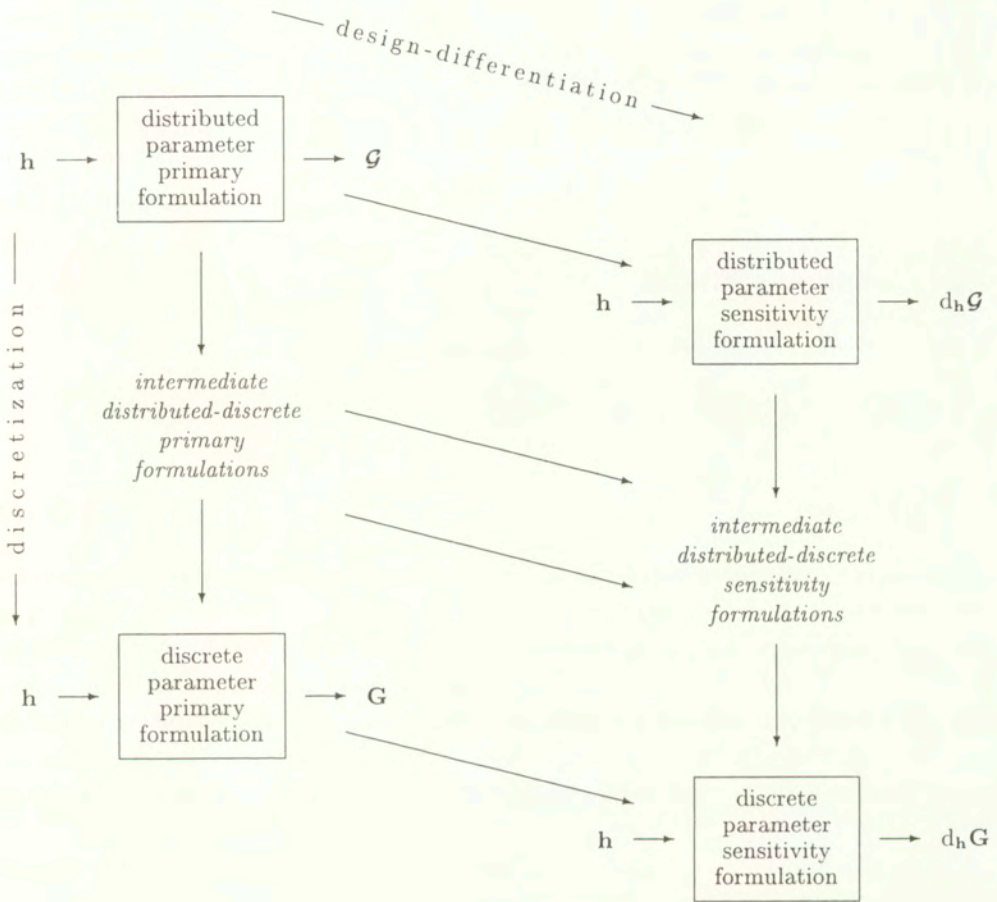 design-differentiation
distributed
parameter
primary
formulation
h
𝒢
discretization
distributed
parameter
sensitivity
formulation
h
d_h𝒢
intermediate
distributed-discrete
primary
formulations
intermediate
distributed-discrete
sensitivity
formulations
discrete
parameter
primary
formulation
h
G
discrete
parameter
sensitivity
formulation
h
d_hG